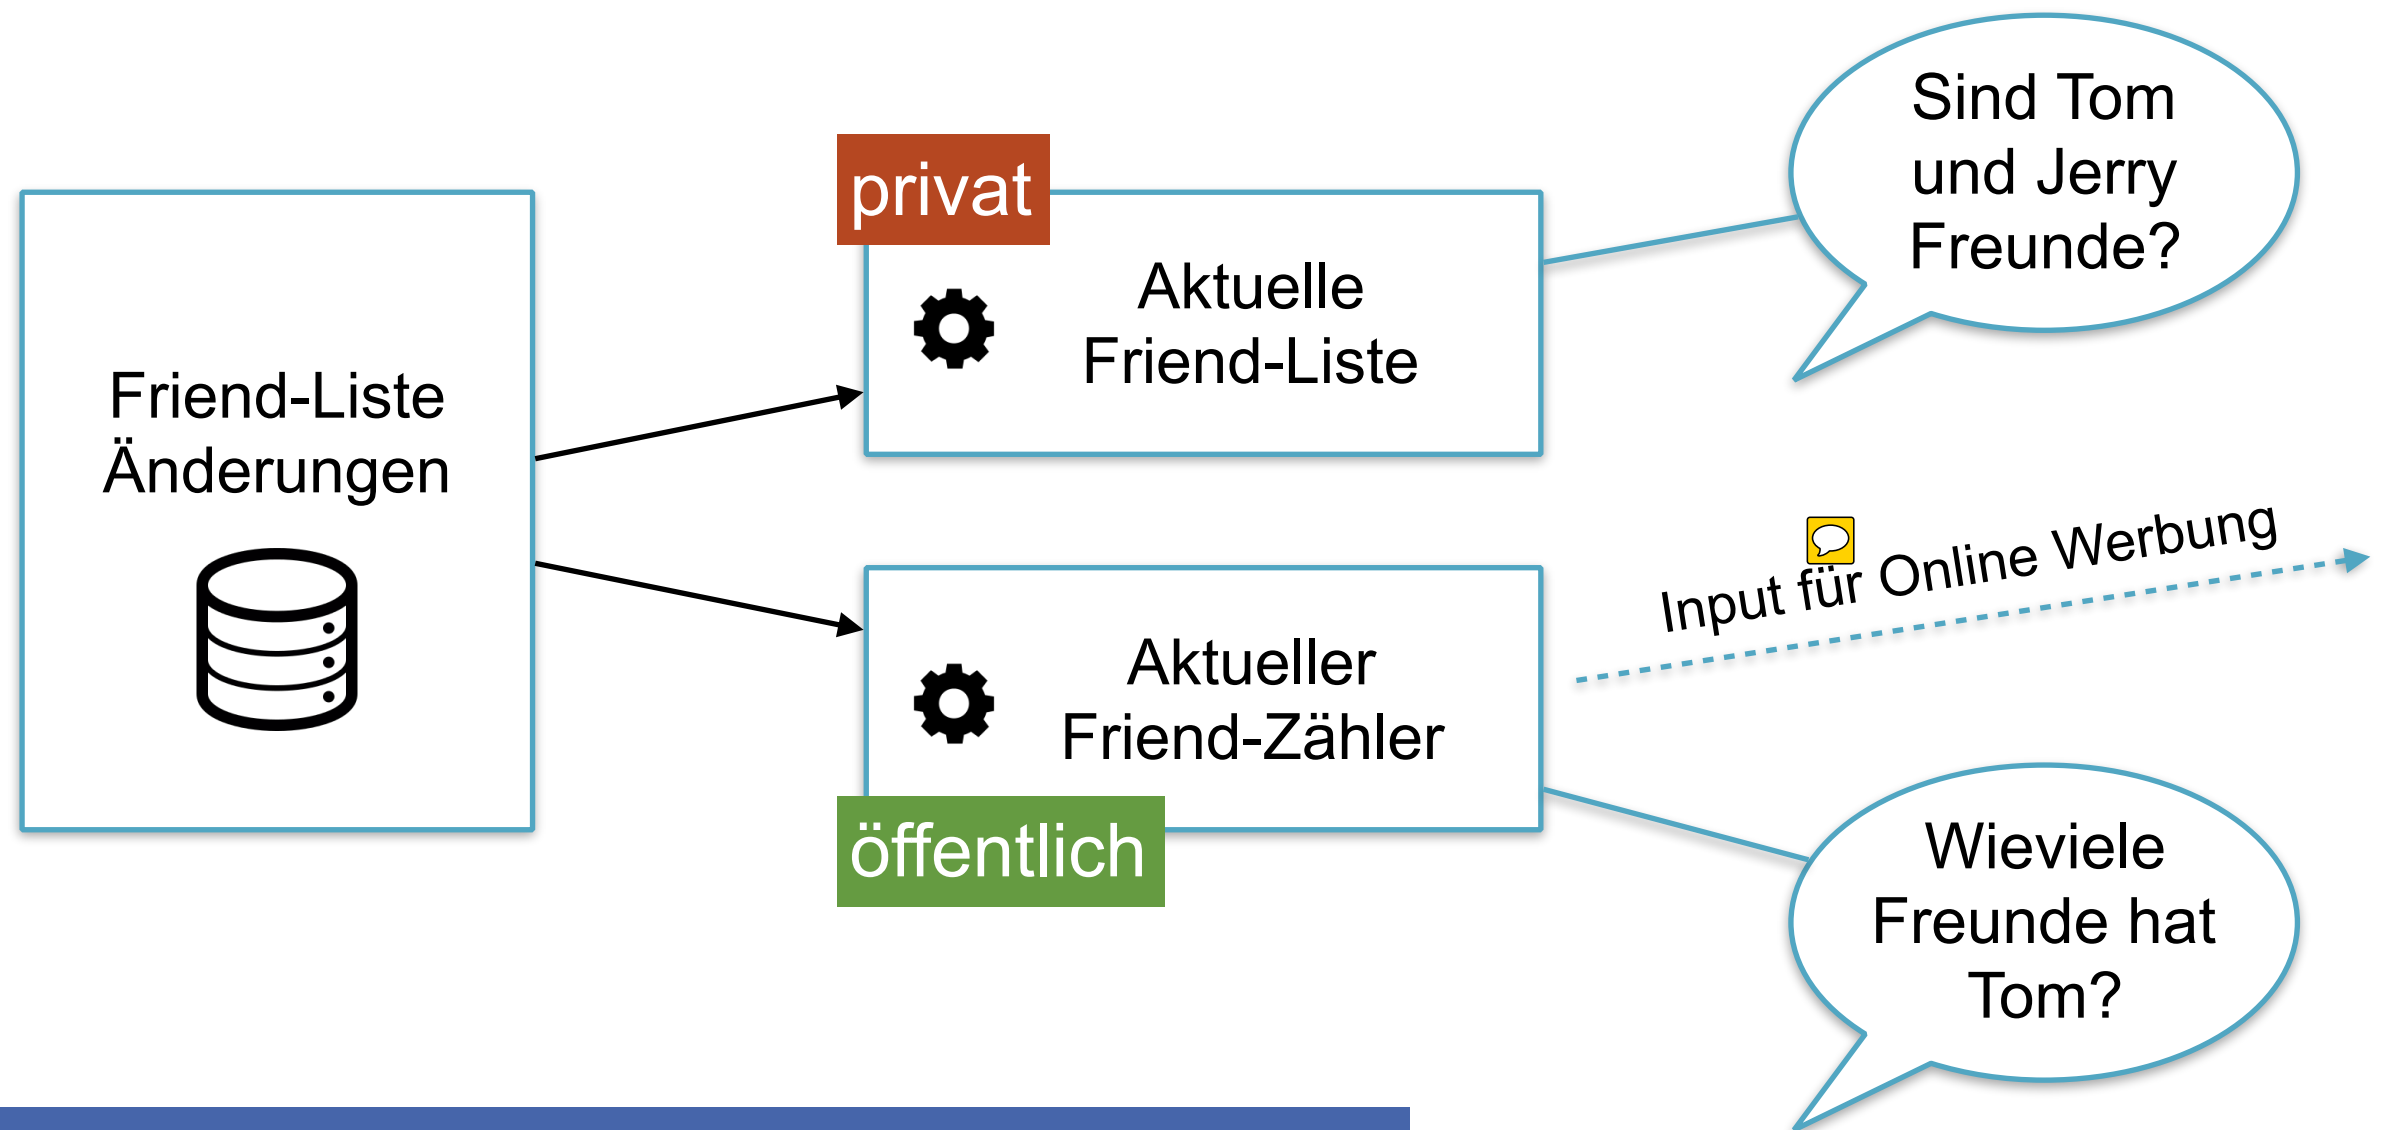 Friend-Liste
Änderungen
privat
Aktuelle
Friend-Liste
Sind Tom
und Jerry
Freunde?
Input für Online Werbung
Aktueller
Friend-Zähler
öffentlich
Wieviele
Freunde hat
Tom?